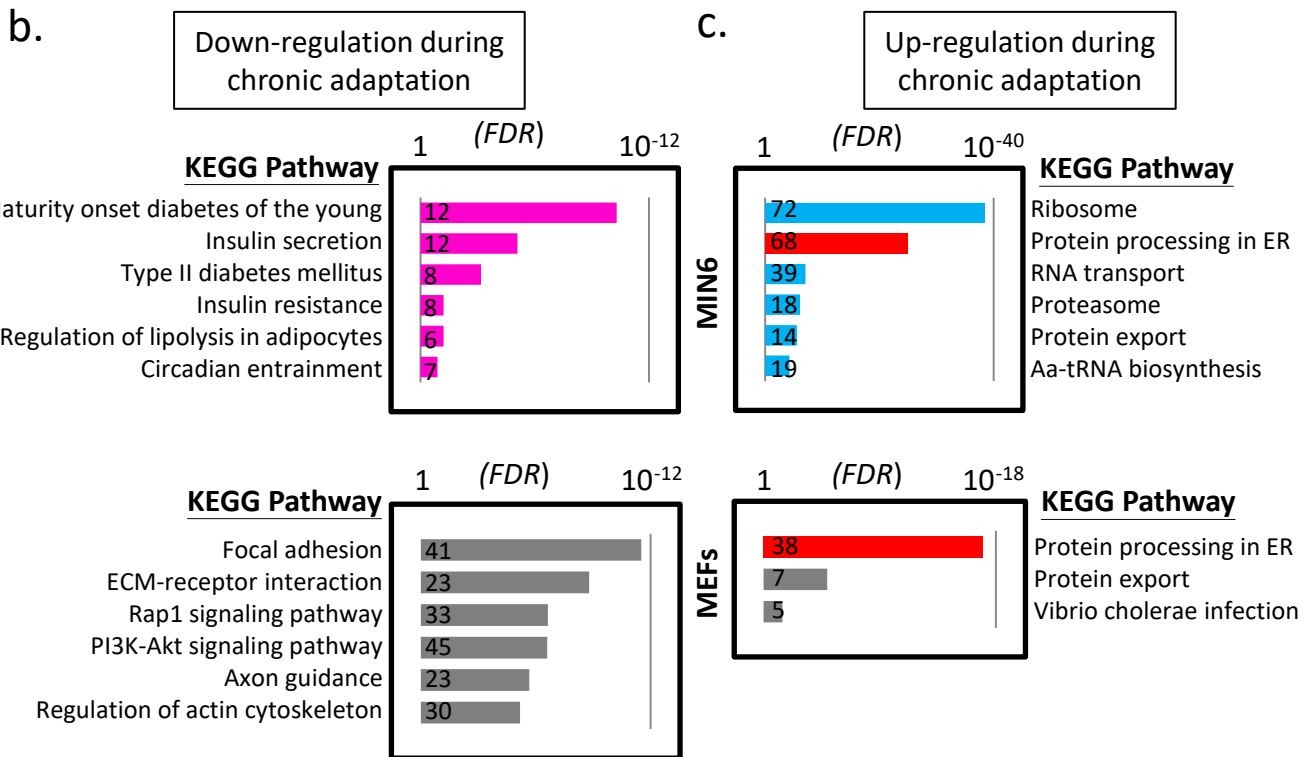 b.
Down-regulation during
chronic adaptation
c.
Up-regulation during
chronic adaptation
KEGG Pathway
1 (FDR) 10-12
aturity onset diabetes of the young 12
Insulin secretion 12
Type II diabetes mellitus 8
Insulin resistance 8
Regulation of lipolysis in adipocytes 6
Circadian entrainment 7
MIN6
1 (FDR) 10-40
KEGG Pathway
72 Ribosome
68 Protein processing in ER
39 RNA transport
18 Proteasome
14 Protein export
19 Aa-tRNA biosynthesis
KEGG Pathway
1 (FDR) 10-12
Focal adhesion 41
ECM-receptor interaction 23
Rap1 signaling pathway 33
PI3K-Akt signaling pathway 45
Axon guidance 23
Regulation of actin cytoskeleton 30
MEFs
1 (FDR) 10-18
KEGG Pathway
38 Protein processing in ER
7 Protein export
5 Vibrio cholerae infection